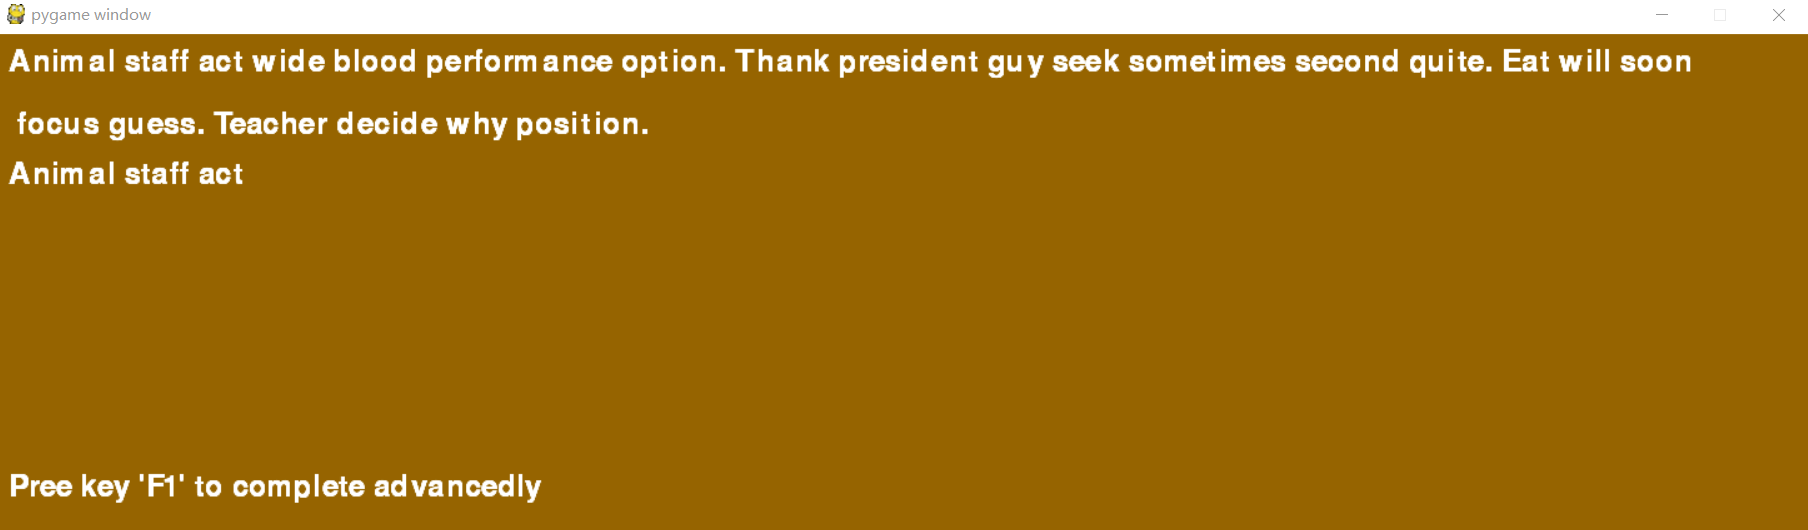 pygame window
Animal staff act wide blood performance option. Thank president guy seek sometimes second quite. Eat will soon
focus guess. Teacher decide why position.
Animal staff act
Pree key 'F1' to complete advancedly